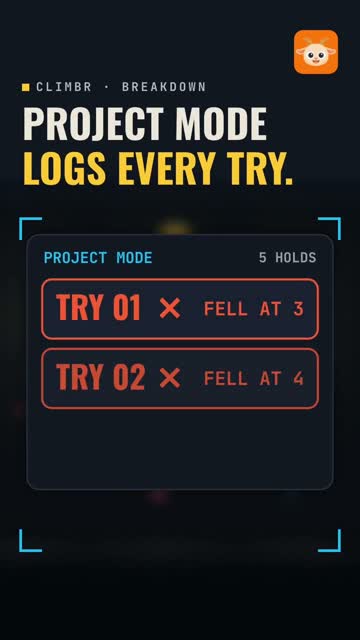 CLIMBR · BREAKDOWN
PROJECT MODE
LOGS EVERY TRY.
PROJECT MODE 5 HOLDS
TRY 01 × FELL AT 3
TRY 02 × FELL AT 4